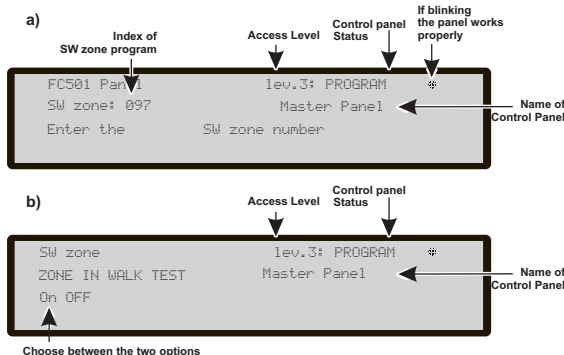 a)
Index of
SW zone program
Access Level
Control panel
Status
If blinking
the panel works
properly
FC501 Panel
lev.3: PROGRAM
SW zone: 097
Master Panel
Name of
Control Panel
Enter the SW zone number
b)
Access Level
Control panel
Status
SW zone
lev.3: PROGRAM
ZONE IN WALK TEST
Master Panel
Name of
Control Panel
On OFF
Choose between the two options